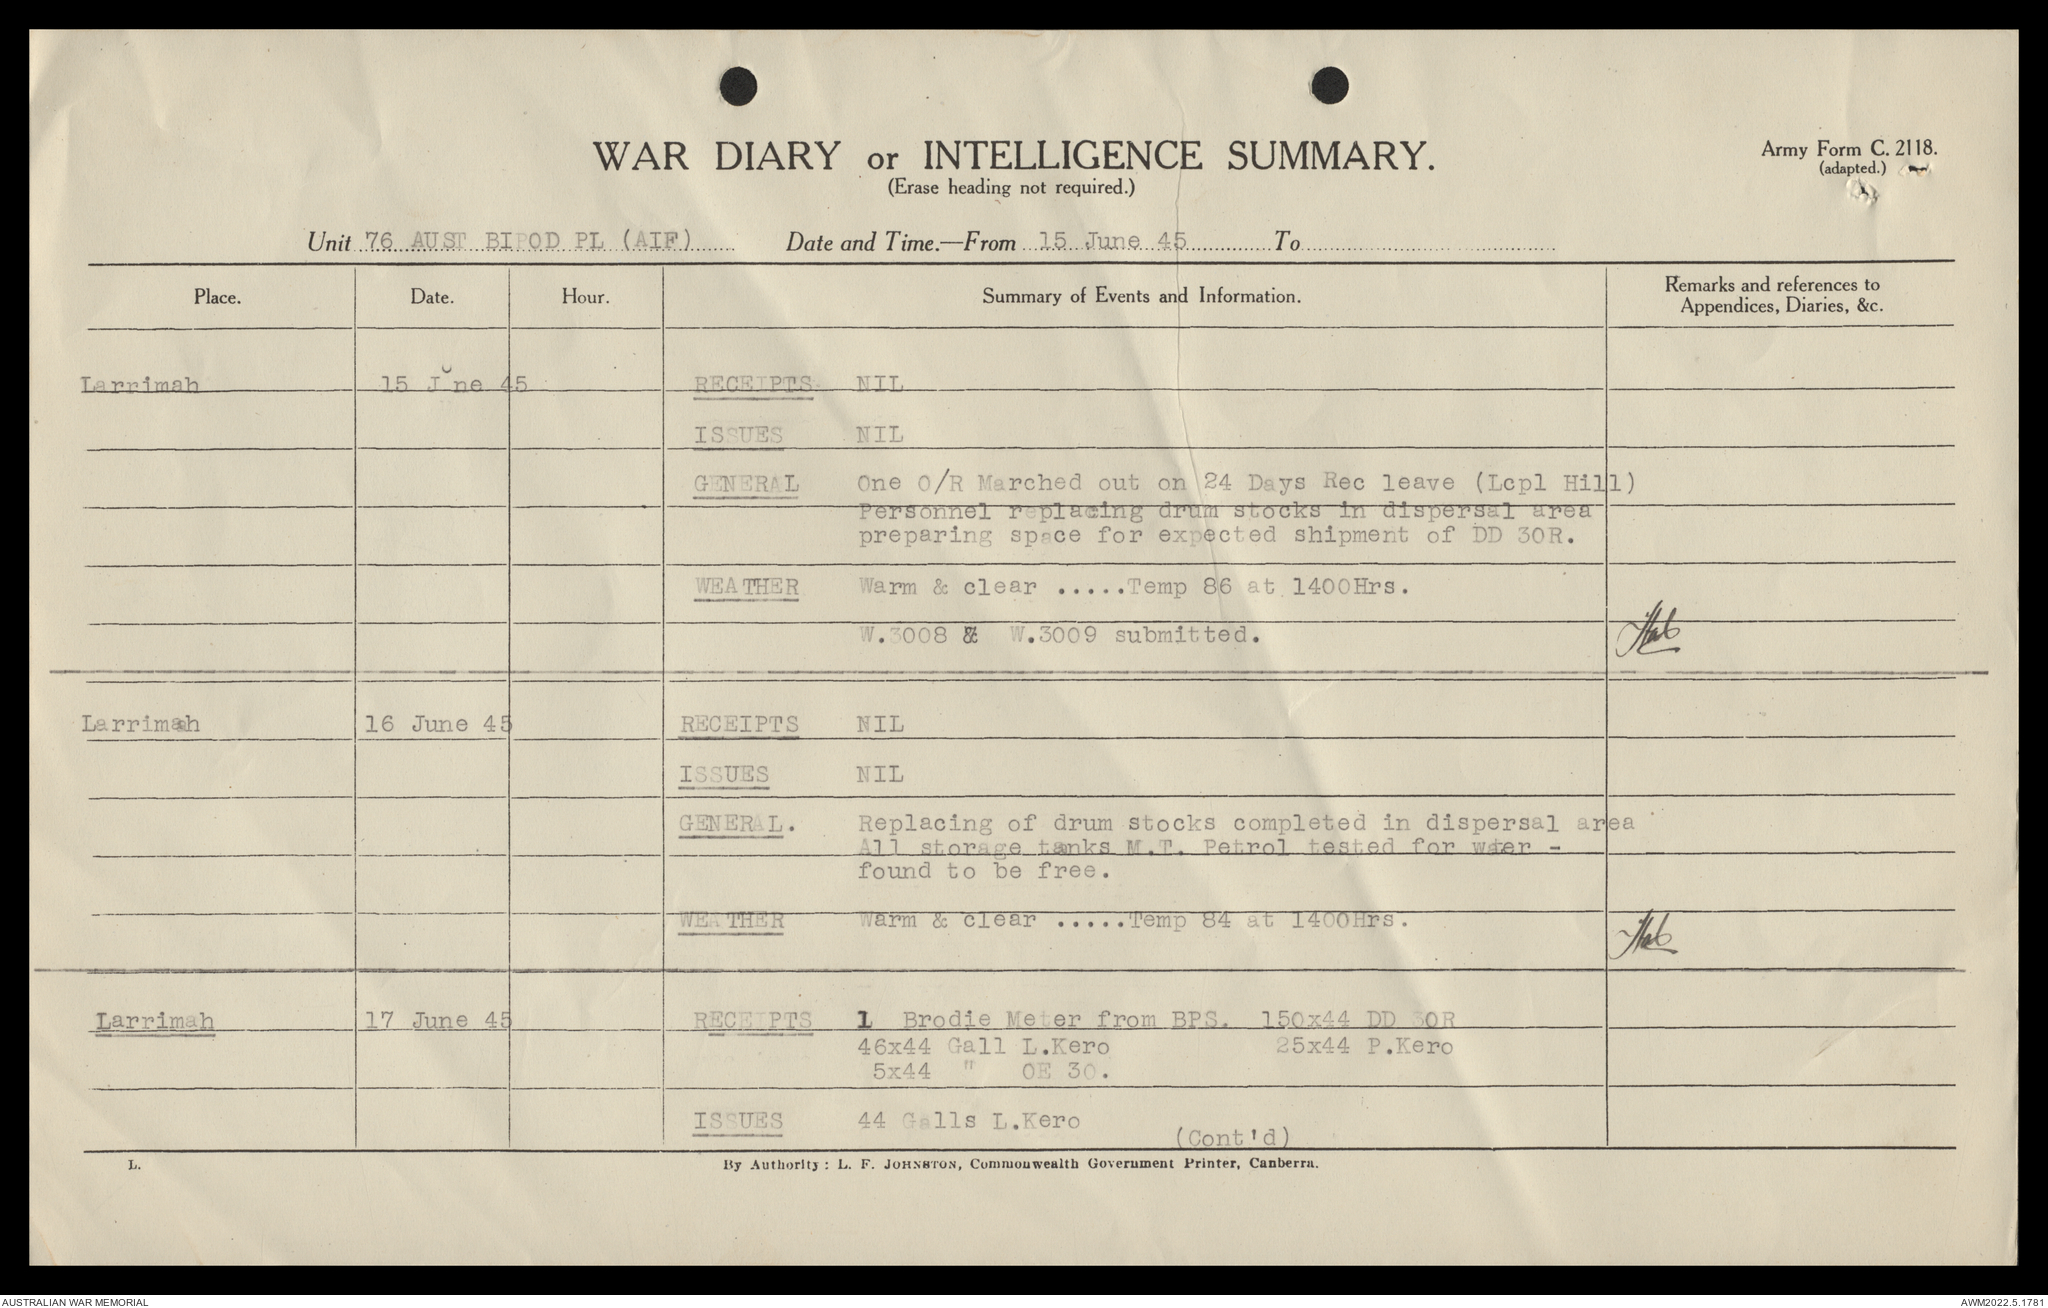 WAR DIARY or INTELLIGENCE SUMMARY.
(Erase heading not required.)
Army Form C. 2118.
(adapted.)
Unit 76 AUST BIPOD PL (AIF) Date and Time.—From 15 June 45 To
Place. Date. Hour. Summary of Events and Information. Remarks and references to
Appendices, Diaries, &c.
Larrimah 15 June 45 RECEIPTS NIL
ISSUES NIL
GENERAL One O/R Marched out on 24 Days Rec leave (Lcpl Hill)
Personnel replacing drum stocks in dispersal area
preparing space for expected shipment of DD 30R.
WEATHER Warm & clear .....Temp 86 at 1400Hrs.
W.3008 & W.3009 submitted.
Larrimah 16 June 45 RECEIPTS NIL
ISSUES NIL
GENERAL. Replacing of drum stocks completed in dispersal area
All storage tanks M.T. Petrol tested for water -
found to be free.
WEATHER Warm & clear .....Temp 84 at 1400Hrs.
Larrimah 17 June 45 RECEIPTS 1 Brodie Meter from BPS. 150x44 DD 30R
46x44 Gall L.Kero 25x44 P.Kero
5x44 " OE 30.
ISSUES 44 Galls L.Kero
(Cont'd)
L. By Authority: L. F. JOHNSTON, Commonwealth Government Printer, Canberra.
AUSTRALIAN WAR MEMORIAL AWM2022.5.1781